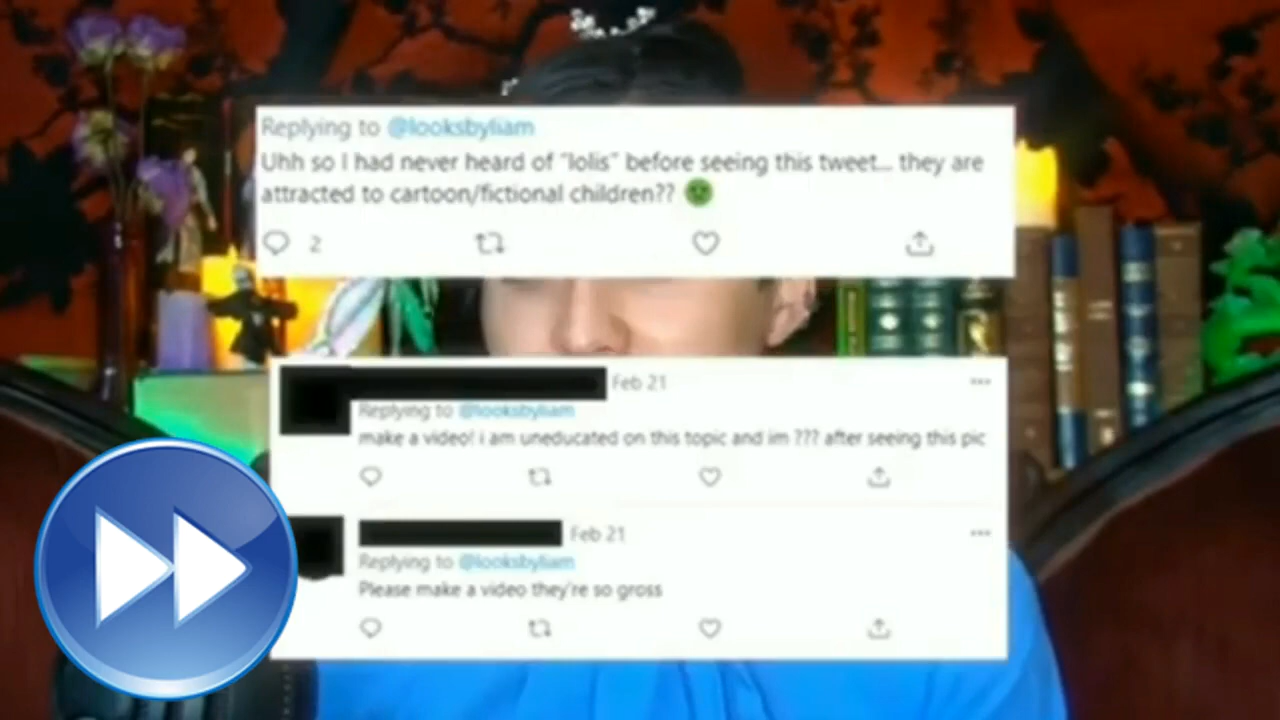 Replying to @looksbyliam
Uhh so I had never heard of "lolis" before seeing this tweet... they are
attracted to cartoon/fictional children??
2
Feb 21
Replying to @looksbyliam
make a video! i am uneducated on this topic and im ??? after seeing this pic
Feb 21
Replying to @looksbyliam
Please make a video they're so gross